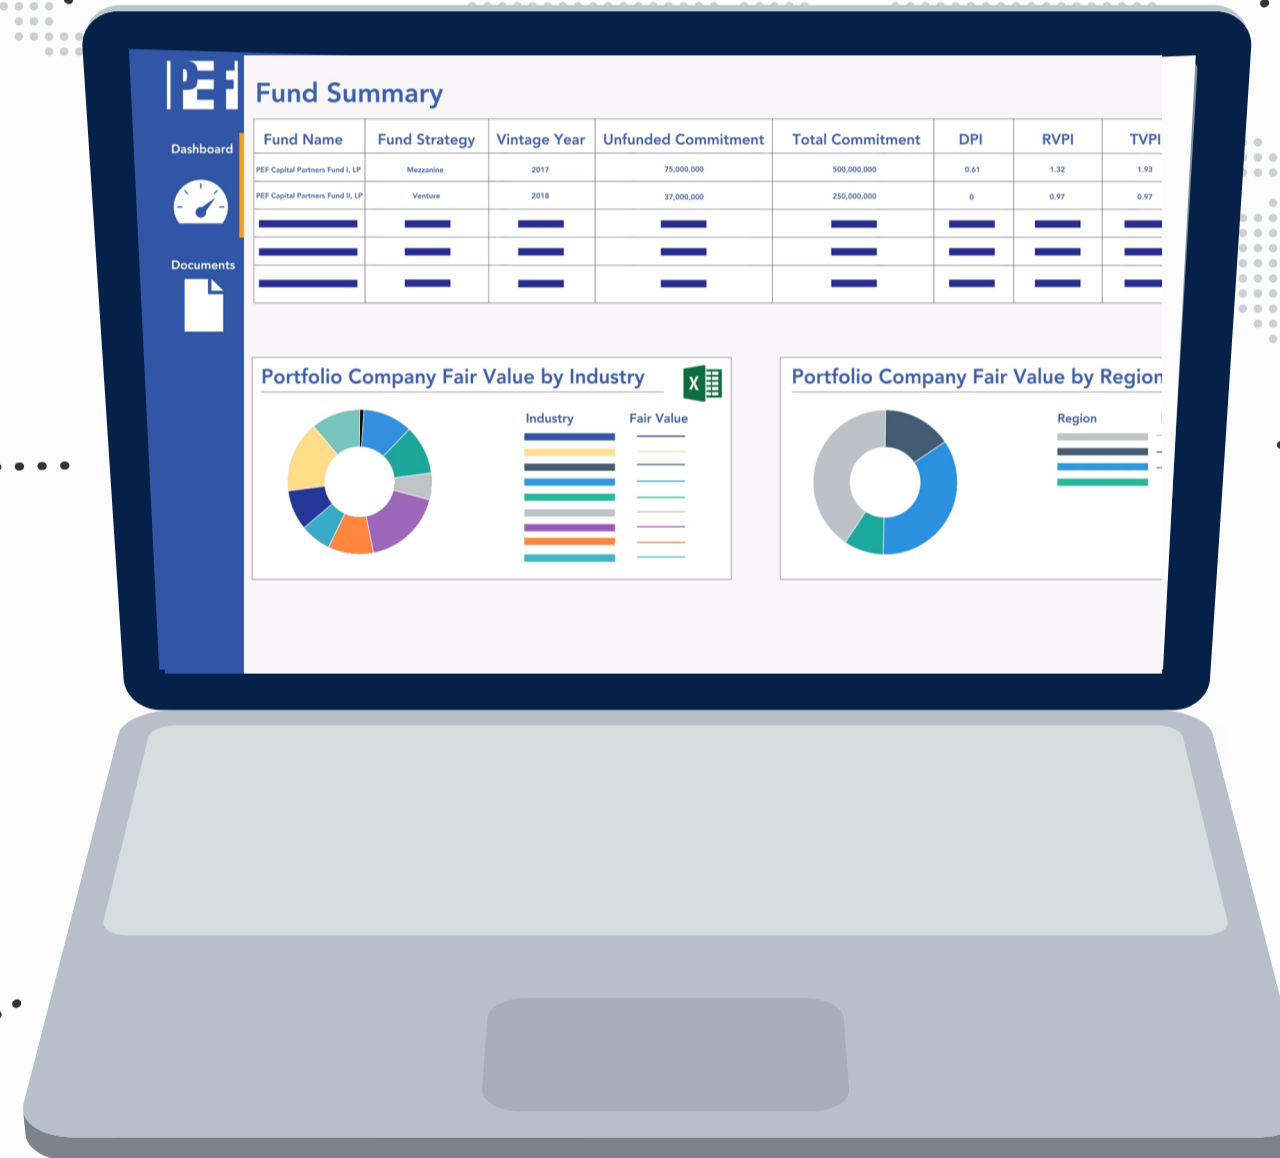 PEF
Fund Summary
Dashboard
Documents
Fund Name Fund Strategy Vintage Year Unfunded Commitment Total Commitment DPI RVPI TVPI
PEF Capital Partners Fund I, LP Mezzanine 2017 75,000,000 500,000,000 0.61 1.32 1.93
PEF Capital Partners Fund II, LP Venture 2018 37,000,000 250,000,000 0 0.97 0.97
Portfolio Company Fair Value by Industry
X
Industry Fair Value
Portfolio Company Fair Value by Region
Region